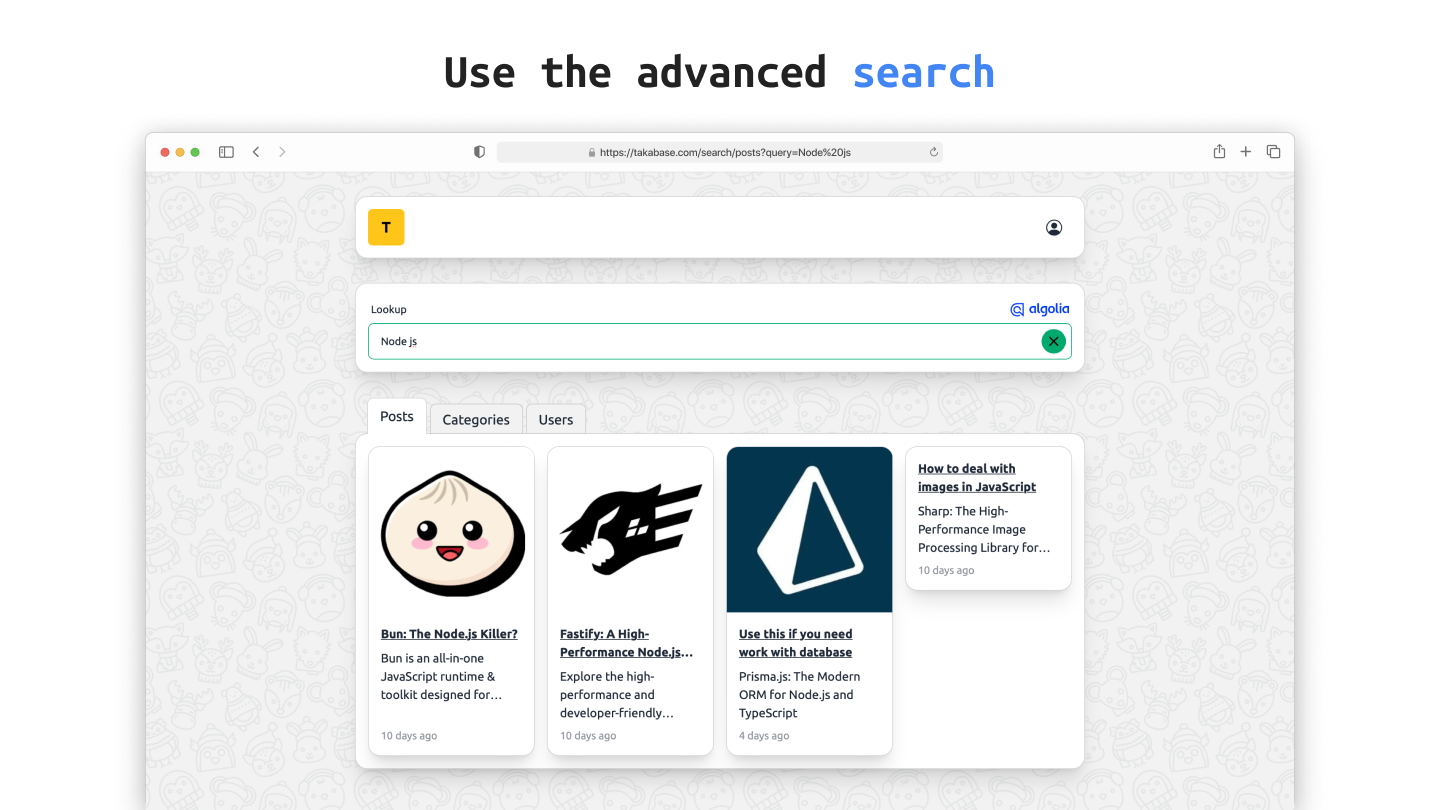 Use the advanced search
https://takabase.com/search/posts?query=Node%20js
T
Lookup
algolia
Node js
Posts
Categories
Users
Bun: The Node.js Killer?
Bun is an all-in-one
JavaScript runtime &
toolkit designed for…
10 days ago
Fastify: A High-
Performance Node.js…
Explore the high-
performance and
developer-friendly…
10 days ago
Use this if you need
work with database
Prisma.js: The Modern
ORM for Node.js and
TypeScript
4 days ago
How to deal with
images in JavaScript
Sharp: The High-
Performance Image
Processing Library for…
10 days ago